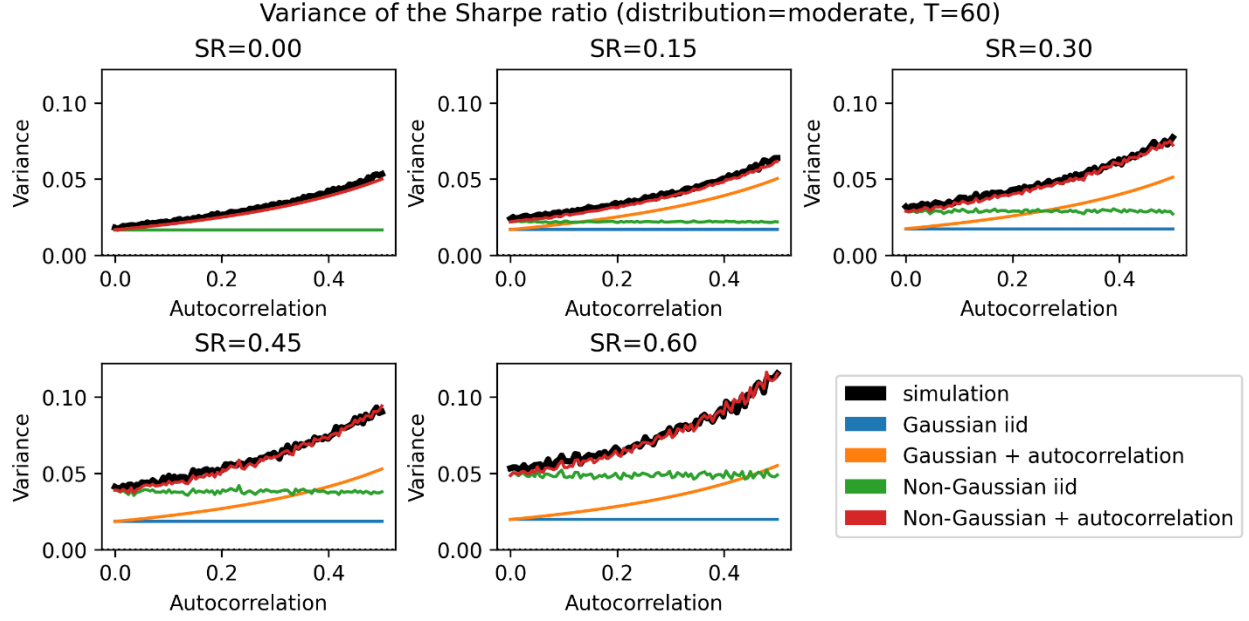 Variance of the Sharpe ratio (distribution=moderate, T=60)
SR=0.00
0.10
0.05
0.00
Variance
0.0
0.2
0.4
Autocorrelation
SR=0.15
0.10
0.05
0.00
Variance
0.0
0.2
0.4
Autocorrelation
SR=0.30
0.10
0.05
0.00
Variance
0.0
0.2
0.4
Autocorrelation
SR=0.45
0.10
0.05
0.00
Variance
0.0
0.2
0.4
Autocorrelation
SR=0.60
0.10
0.05
0.00
Variance
0.0
0.2
0.4
Autocorrelation
simulation
Gaussian iid
Gaussian + autocorrelation
Non-Gaussian iid
Non-Gaussian + autocorrelation